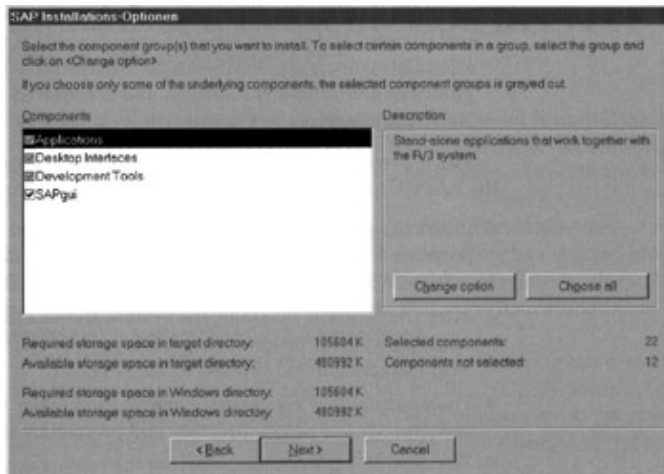 SAP Installations-Optionen
Select the component group(s) that you want to install. To select certain components in a group, select the group and
click on <Change option>.
If you choose only some of the underlying components, the selected component groups is grayed out.
Components
Description:
Applications
Desktop Interfaces
Development Tools
SAPgui
Stand-alone applications that work together with
the R/3 system.
Change option
Choose all
Required storage space in target directory: 105604 K
Available storage space in target directory: 480992 K
Required storage space in Windows directory: 105604 K
Available storage space in Windows directory: 480992 K
Selected components: 22
Components not selected: 12
< Back
Next >
Cancel